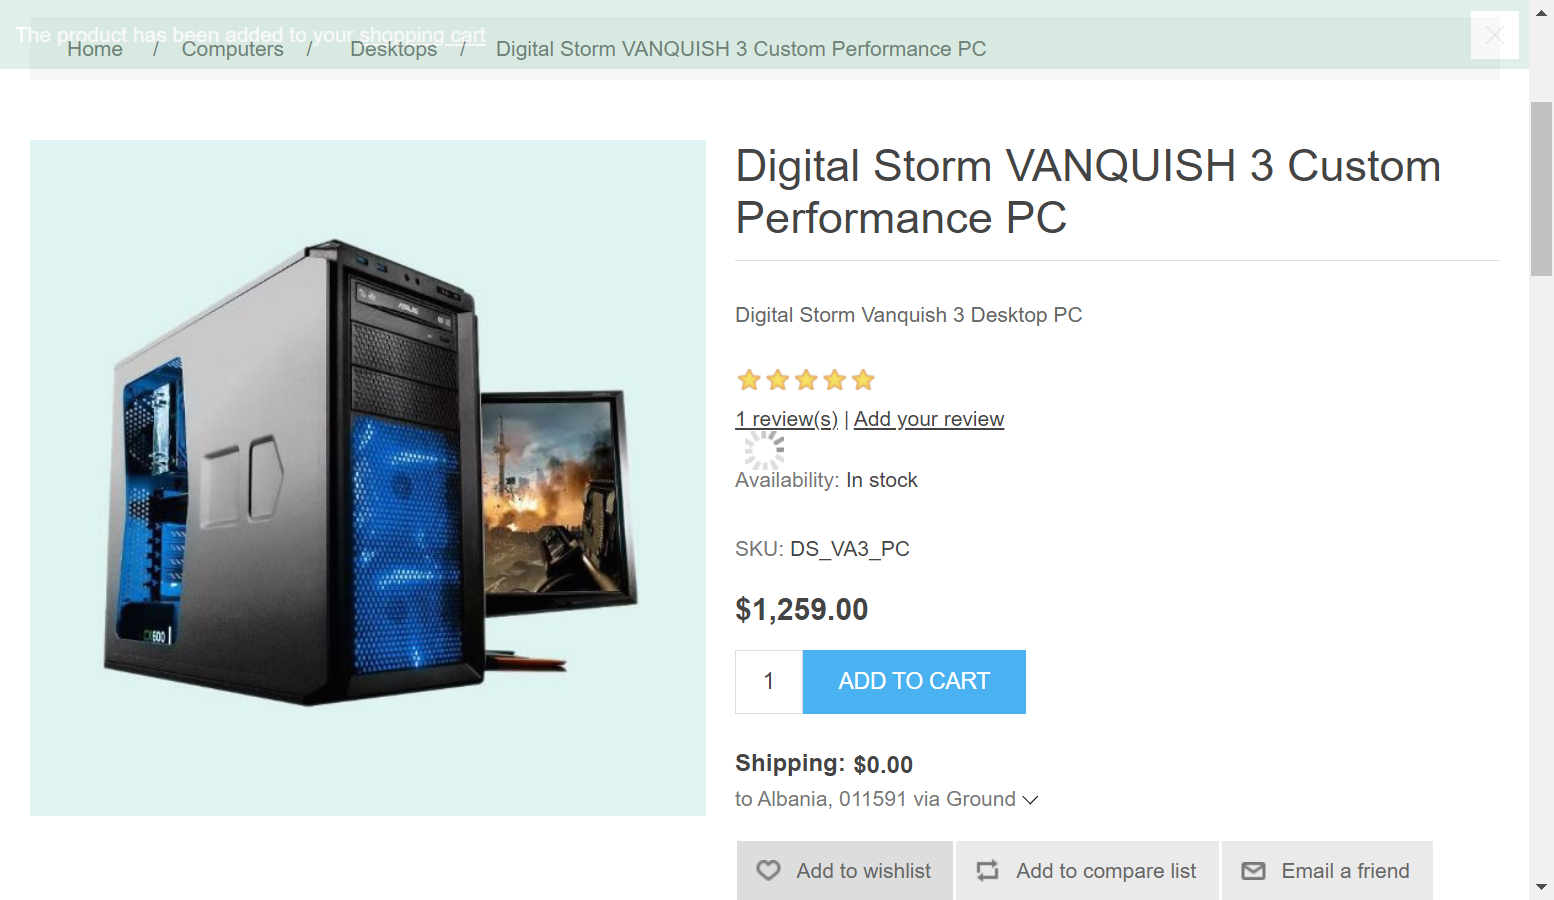 The product has been added to your shopping cart
Home / Computers / Desktops / Digital Storm VANQUISH 3 Custom Performance PC
Digital Storm VANQUISH 3 Custom
Performance PC
Digital Storm Vanquish 3 Desktop PC
1 review(s) | Add your review
Availability: In stock
SKU: DS_VA3_PC
$1,259.00
1 ADD TO CART
Shipping: $0.00
to Albania, 011591 via Ground
Add to wishlist Add to compare list Email a friend
ASUS
CX600